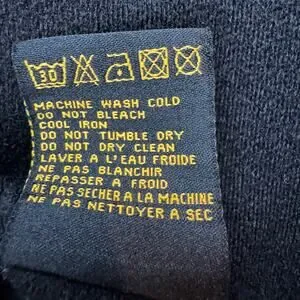 30
MACHINE WASH COLD
DO NOT BLEACH
COOL IRON
DO NOT TUMBLE DRY
DO NOT DRY CLEAN
LAVER A L'EAU FROIDE
NE PAS BLANCHIR
REPASSER A FROID
NE PAS SECHER A LA MACHINE
NE PAS NETTOYER A SEC